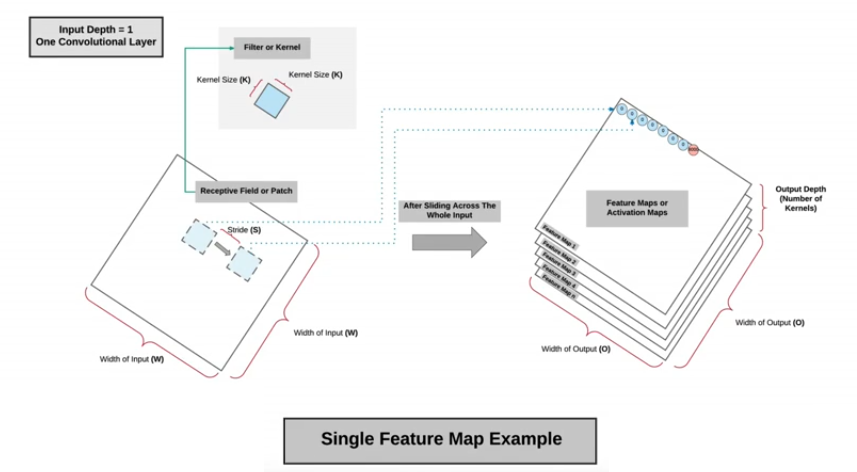 Input Depth = 1
One Convolutional Layer
Filter or Kernel
Kernel Size (K)
Kernel Size (K)
Receptive Field or Patch
Stride (S)
Width of Input (W)
Width of Input (W)
After Sliding Across The
Whole Input
Feature Maps or
Activation Maps
Output Depth
(Number of
Kernels)
Feature Map 1
Feature Map 2
Feature Map 3
Feature Map 4
Feature Map n
Width of Output (O)
Width of Output (O)
Single Feature Map Example